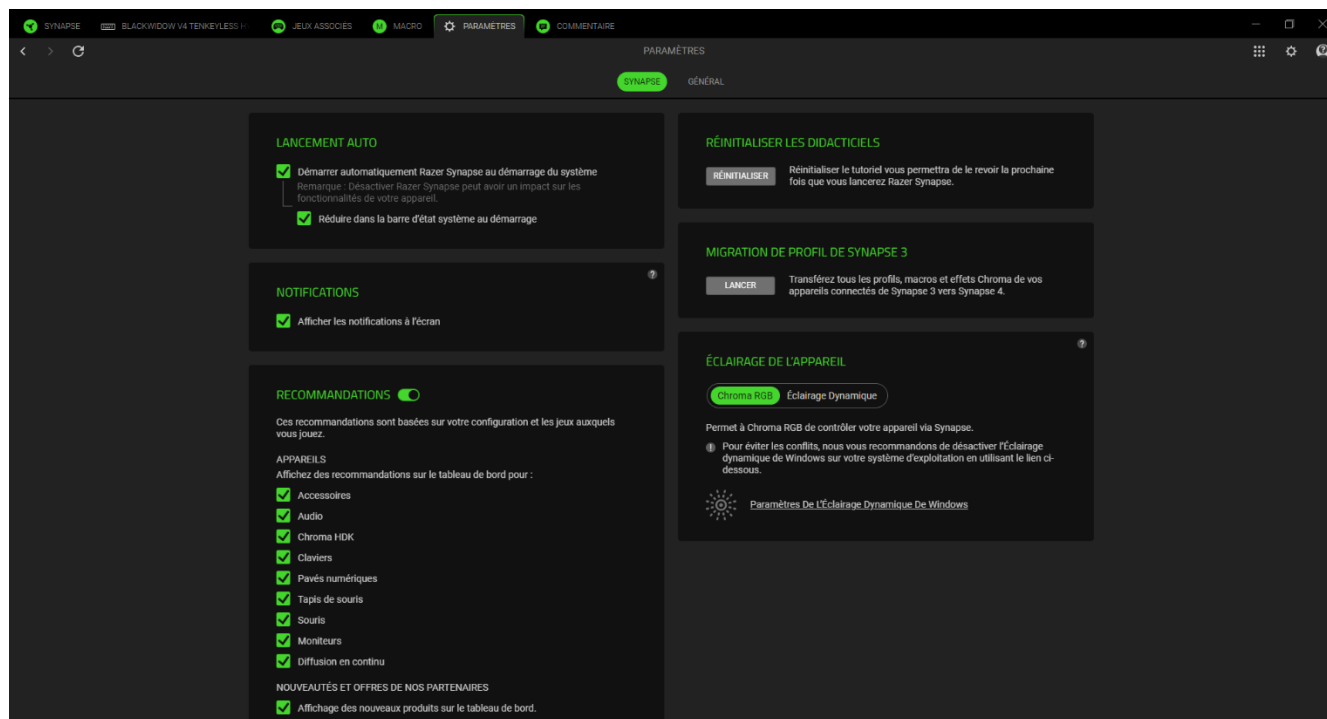 SYNAPSE
BLACKWIDOW V4 TENKEYLESS
JEUX ASSOCIÉS
MACRO
PARAMÈTRES
COMMENTAIRE
PARAMÈTRES
SYNAPSE
GÉNÉRAL
LANCEMENT AUTO
Démarrer automatiquement Razer Synapse au démarrage du système
Remarque : Désactiver Razer Synapse peut avoir un impact sur les
fonctionnalités de votre appareil.
Réduire dans la barre d'état système au démarrage
NOTIFICATIONS
Afficher les notifications à l'écran
RECOMMANDATIONS
Ces recommandations sont basées sur votre configuration et les jeux auxquels
vous jouez.
APPAREILS
Affichez des recommandations sur le tableau de bord pour :
Accessoires
Audio
Chroma HDK
Claviers
Pavés numériques
Tapis de souris
Souris
Moniteurs
Diffusion en continu
NOUVEAUTÉS ET OFFRES DE NOS PARTENAIRES
Affichage des nouveaux produits sur le tableau de bord.
RÉINITIALISER LES DIDACTICIELS
RÉINITIALISER
Réinitialiser le tutoriel vous permettra de le revoir la prochaine
fois que vous lancerez Razer Synapse.
MIGRATION DE PROFIL DE SYNAPSE 3
LANCER
Transférez tous les profils, macros et effets Chroma de vos
appareils connectés de Synapse 3 vers Synapse 4.
ÉCLAIRAGE DE L'APPAREIL
Chroma RGB
Éclairage Dynamique
Permet à Chroma RGB de contrôler votre appareil via Synapse.
Pour éviter les conflits, nous vous recommandons de désactiver l'Éclairage
dynamique de Windows sur votre système d'exploitation en utilisant le lien ci-
dessous.
Paramètres De L'Éclairage Dynamique De Windows